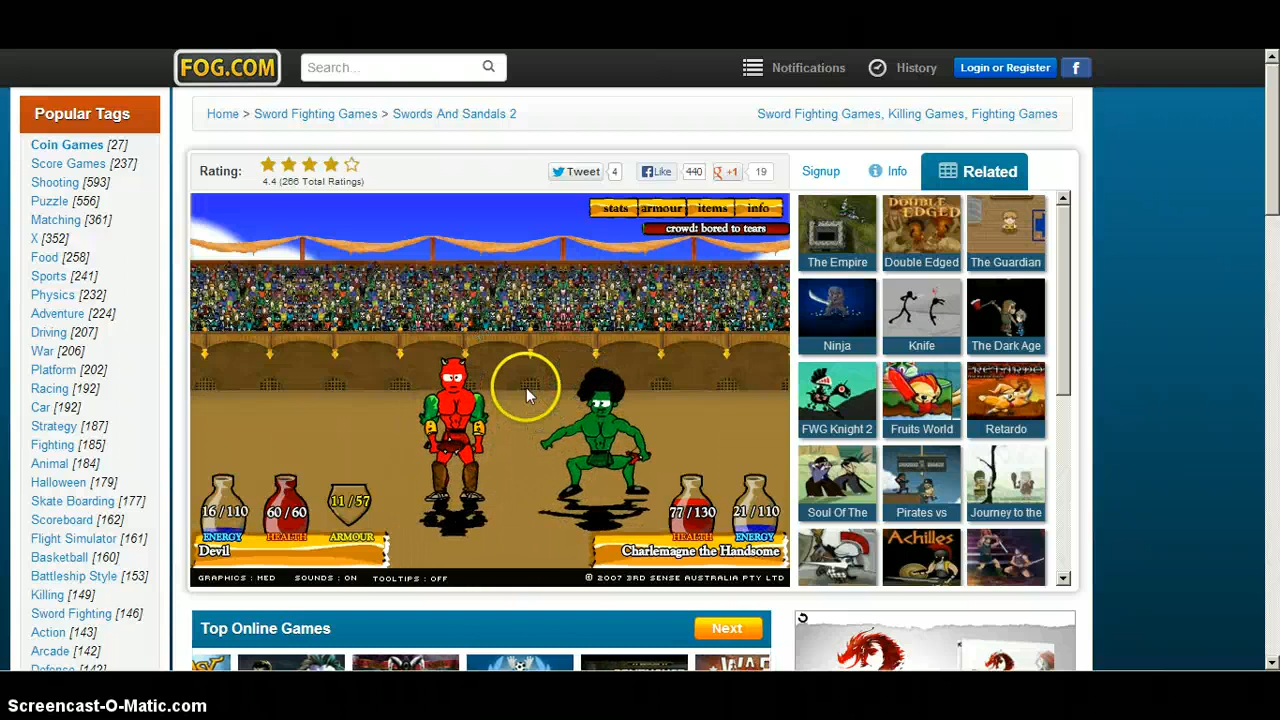 FOG.COM
Search...
Notifications
History
Login or Register
f
Popular Tags
Coin Games [27]
Score Games [237]
Shooting [593]
Puzzle [556]
Matching [361]
X [352]
Food [258]
Sports [241]
Physics [232]
Adventure [224]
Driving [207]
War [206]
Platform [202]
Racing [192]
Car [192]
Strategy [187]
Fighting [185]
Animal [184]
Halloween [179]
Skate Boarding [177]
Scoreboard [162]
Flight Simulator [161]
Basketball [160]
Battleship Style [153]
Killing [149]
Sword Fighting [146]
Action [143]
Arcade [142]
Defense [142]
Home > Sword Fighting Games > Swords And Sandals 2
Sword Fighting Games, Killing Games, Fighting Games
Rating:
4.4 (266 Total Ratings)
Tweet 4
Like 440
+1 19
Signup
Info
Related
stats armour items info
crowd: bored to tears
16/110
60/60
11/57
77/130
21/110
ENERGY HEALTH ARMOUR
HEALTH ENERGY
Devil
Charlemagne the Handsome
GRAPHICS : MED SOUNDS : ON TOOLTIPS : OFF
© 2007 3RD SENSE AUSTRALIA PTY LTD
DOUBLE EDGED
The Empire
Double Edged
The Guardian
Ninja
Knife
The Dark Age
RETARDO
FWG Knight 2
Fruits World
Retardo
Soul Of The
Pirates vs
Journey to the
Achilles
Top Online Games
Next
Screencast-O-Matic.com